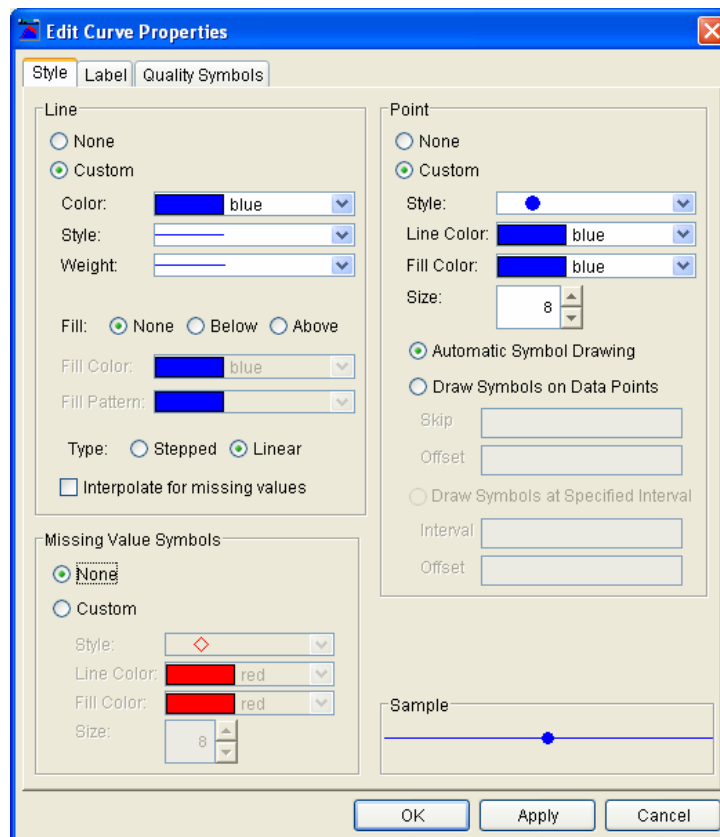 Edit Curve Properties
Style Label Quality Symbols
Line
None
Custom
Color: blue
Style:
Weight:
Fill: None Below Above
Fill Color: blue
Fill Pattern:
Type: Stepped Linear
Interpolate for missing values
Missing Value Symbols
None
Custom
Style:
Line Color: red
Fill Color: red
Size: 8
Point
None
Custom
Style:
Line Color: blue
Fill Color: blue
Size: 8
Automatic Symbol Drawing
Draw Symbols on Data Points
Skip
Offset
Draw Symbols at Specified Interval
Interval
Offset
Sample
OK Apply Cancel